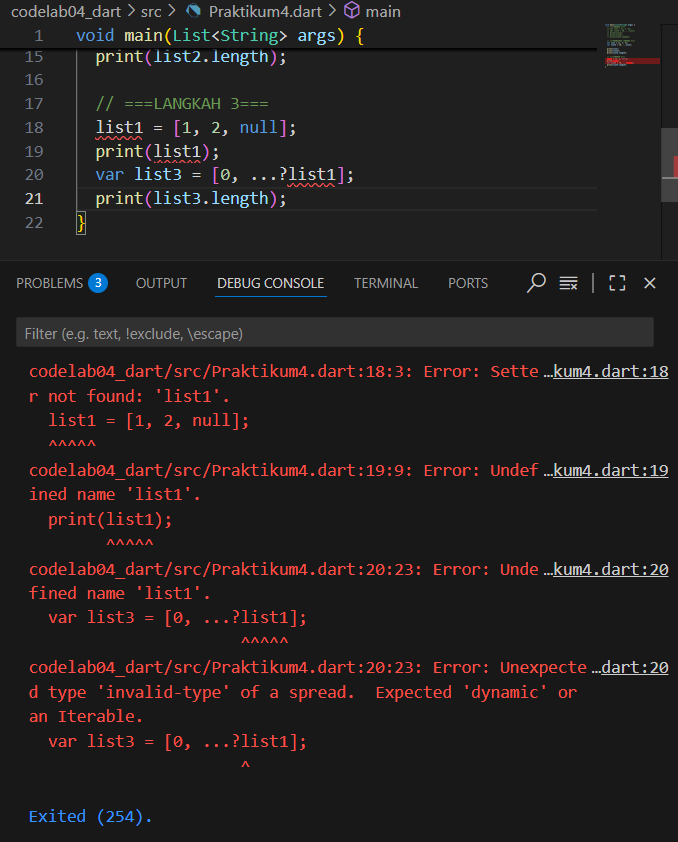 codelab04_dart > src > Praktikum4.dart > main
1 void main(List<String> args) {
15 print(list2.length);
16
17 // ===LANGKAH 3===
18 list1 = [1, 2, null];
19 print(list1);
20 var list3 = [0, ...?list1];
21 print(list3.length);
22 }
PROBLEMS 3 OUTPUT DEBUG CONSOLE TERMINAL PORTS
Filter (e.g. text, !exclude, \escape)
codelab04_dart/src/Praktikum4.dart:18:3: Error: Sette …kum4.dart:18
r not found: 'list1'.
list1 = [1, 2, null];
^^^^^
codelab04_dart/src/Praktikum4.dart:19:9: Error: Undef …kum4.dart:19
ined name 'list1'.
print(list1);
^^^^^
codelab04_dart/src/Praktikum4.dart:20:23: Error: Unde …kum4.dart:20
fined name 'list1'.
var list3 = [0, ...?list1];
^^^^^
codelab04_dart/src/Praktikum4.dart:20:23: Error: Unexpecte …dart:20
d type 'invalid-type' of a spread.  Expected 'dynamic' or
an Iterable.
var list3 = [0, ...?list1];
^
Exited (254).